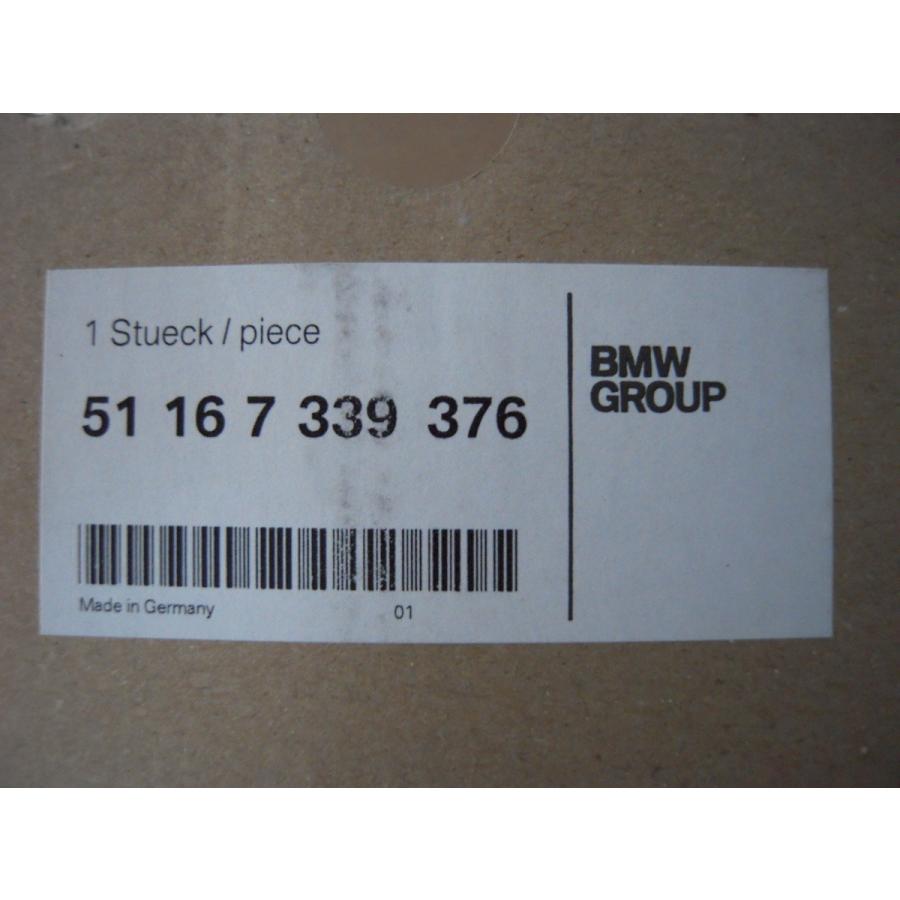 1 Stueck / piece
51 16 7 339 376
Made in Germany
01
BMW
GROUP